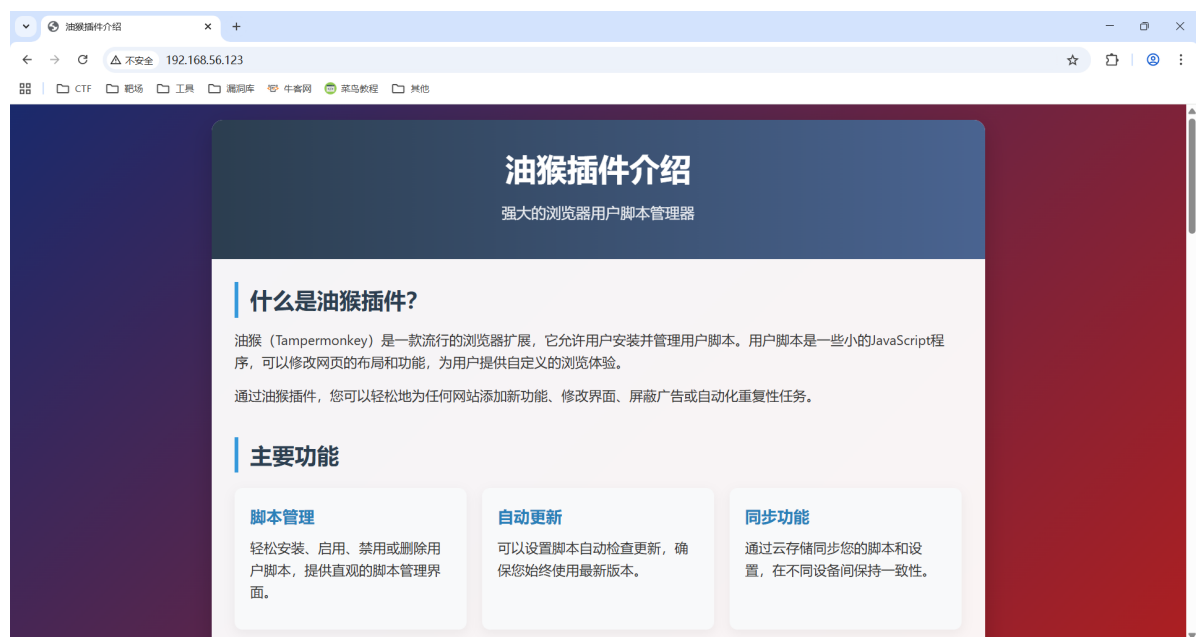 油猴插件介绍
不安全 192.168.56.123
CTF 靶场 工具 漏洞库 牛客网 菜鸟教程 其他
油猴插件介绍
强大的浏览器用户脚本管理器
什么是油猴插件？
油猴（Tampermonkey）是一款流行的浏览器扩展，它允许用户安装并管理用户脚本。用户脚本是一些小的JavaScript程
序，可以修改网页的布局和功能，为用户提供自定义的浏览体验。
通过油猴插件，您可以轻松地为任何网站添加新功能、修改界面、屏蔽广告或自动化重复性任务。
主要功能
脚本管理
轻松安装、启用、禁用或删除用
户脚本，提供直观的脚本管理界
面。
自动更新
可以设置脚本自动检查更新，确
保您始终使用最新版本。
同步功能
通过云存储同步您的脚本和设
置，在不同设备间保持一致性。